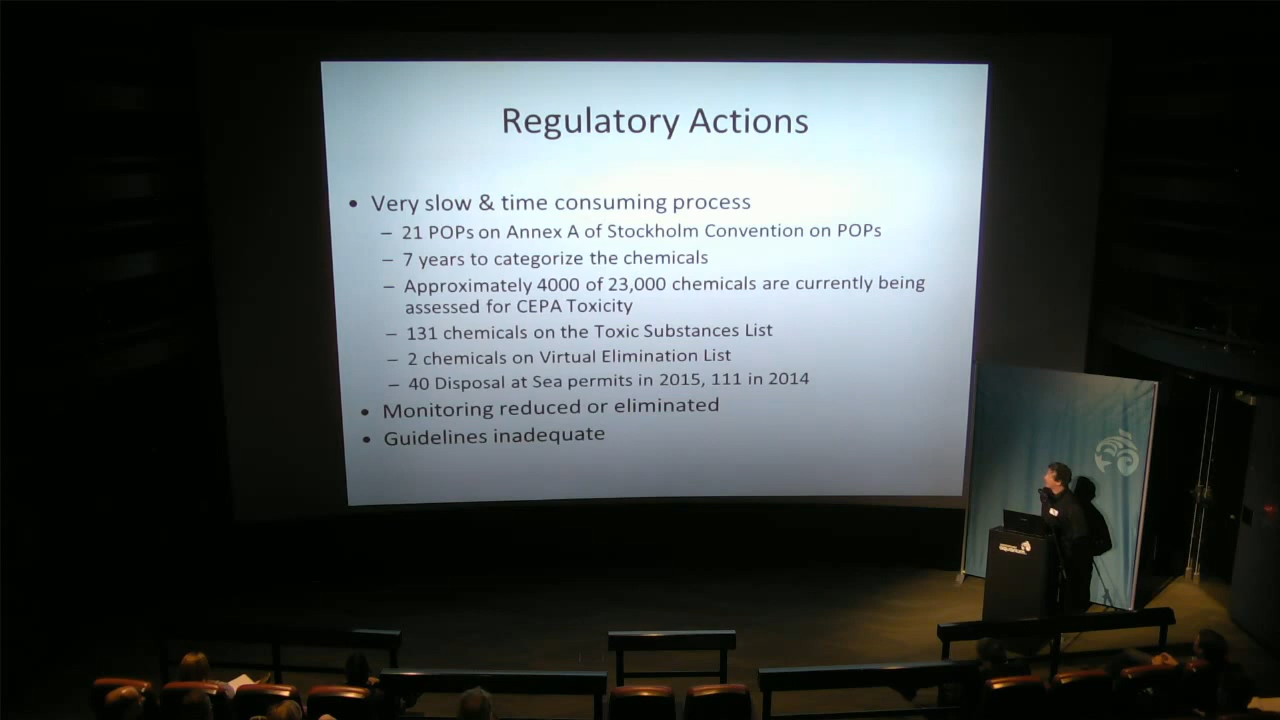 Regulatory Actions
• Very slow & time consuming process
– 21 POPs on Annex A of Stockholm Convention on POPs
– 7 years to categorize the chemicals
– Approximately 4000 of 23,000 chemicals are currently being
assessed for CEPA Toxicity
– 131 chemicals on the Toxic Substances List
– 2 chemicals on Virtual Elimination List
– 40 Disposal at Sea permits in 2015, 111 in 2014
• Monitoring reduced or eliminated
• Guidelines inadequate